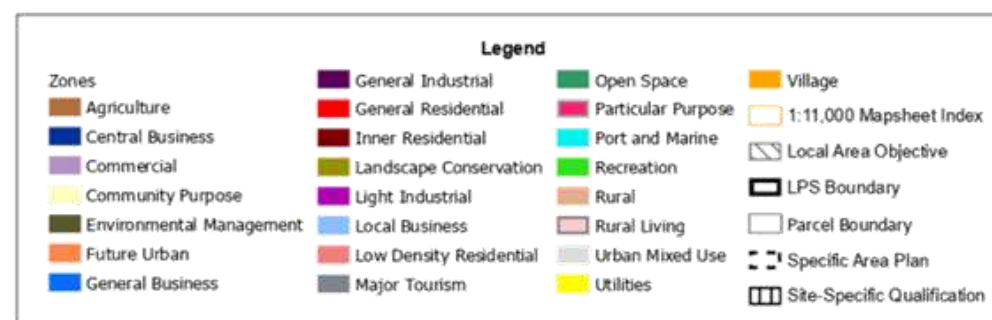 Legend
Zones
Agriculture
Central Business
Commercial
Community Purpose
Environmental Management
Future Urban
General Business
General Industrial
General Residential
Inner Residential
Landscape Conservation
Light Industrial
Local Business
Low Density Residential
Major Tourism
Open Space
Particular Purpose
Port and Marine
Recreation
Rural
Rural Living
Urban Mixed Use
Utilities
Village
1:11,000 Mapsheet Index
Local Area Objective
LPS Boundary
Parcel Boundary
Specific Area Plan
Site-Specific Qualification